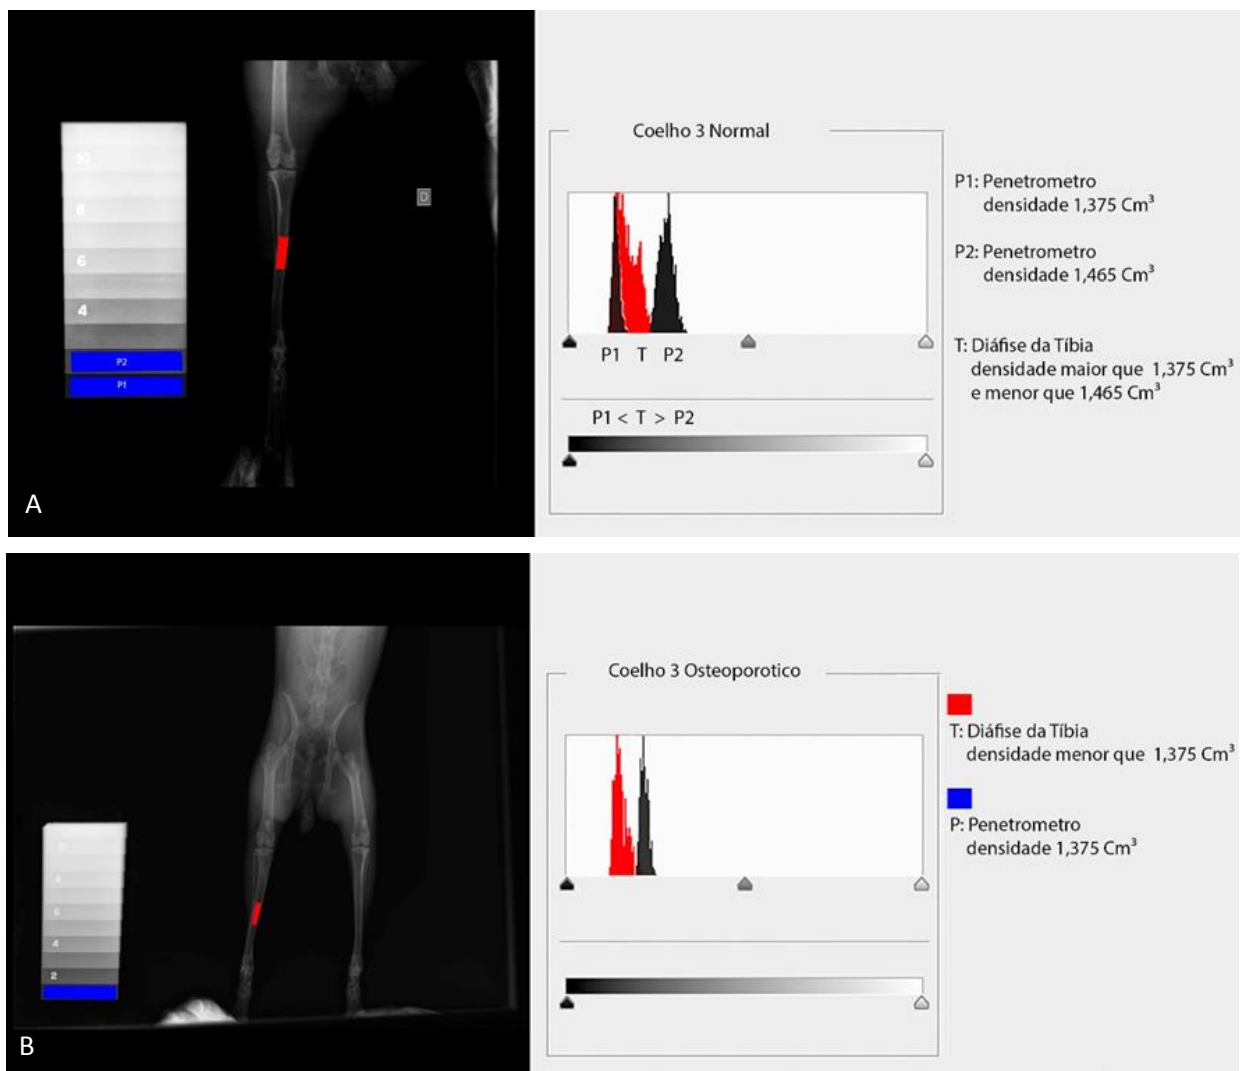 10
8
6
4
P2
P1
D
A
Coelho 3 Normal
P1 T P2
P1 < T > P2
P1: Penetrometro
densidade 1,375 Cm³
P2: Penetrometro
densidade 1,465 Cm³
T: Diáfise da Tíbia
densidade maior que 1,375 Cm³
e menor que 1,465 Cm³
6
4
2
B
Coelho 3 Osteoporotico
T: Diáfise da Tíbia
densidade menor que 1,375 Cm³
P: Penetrometro
densidade 1,375 Cm³